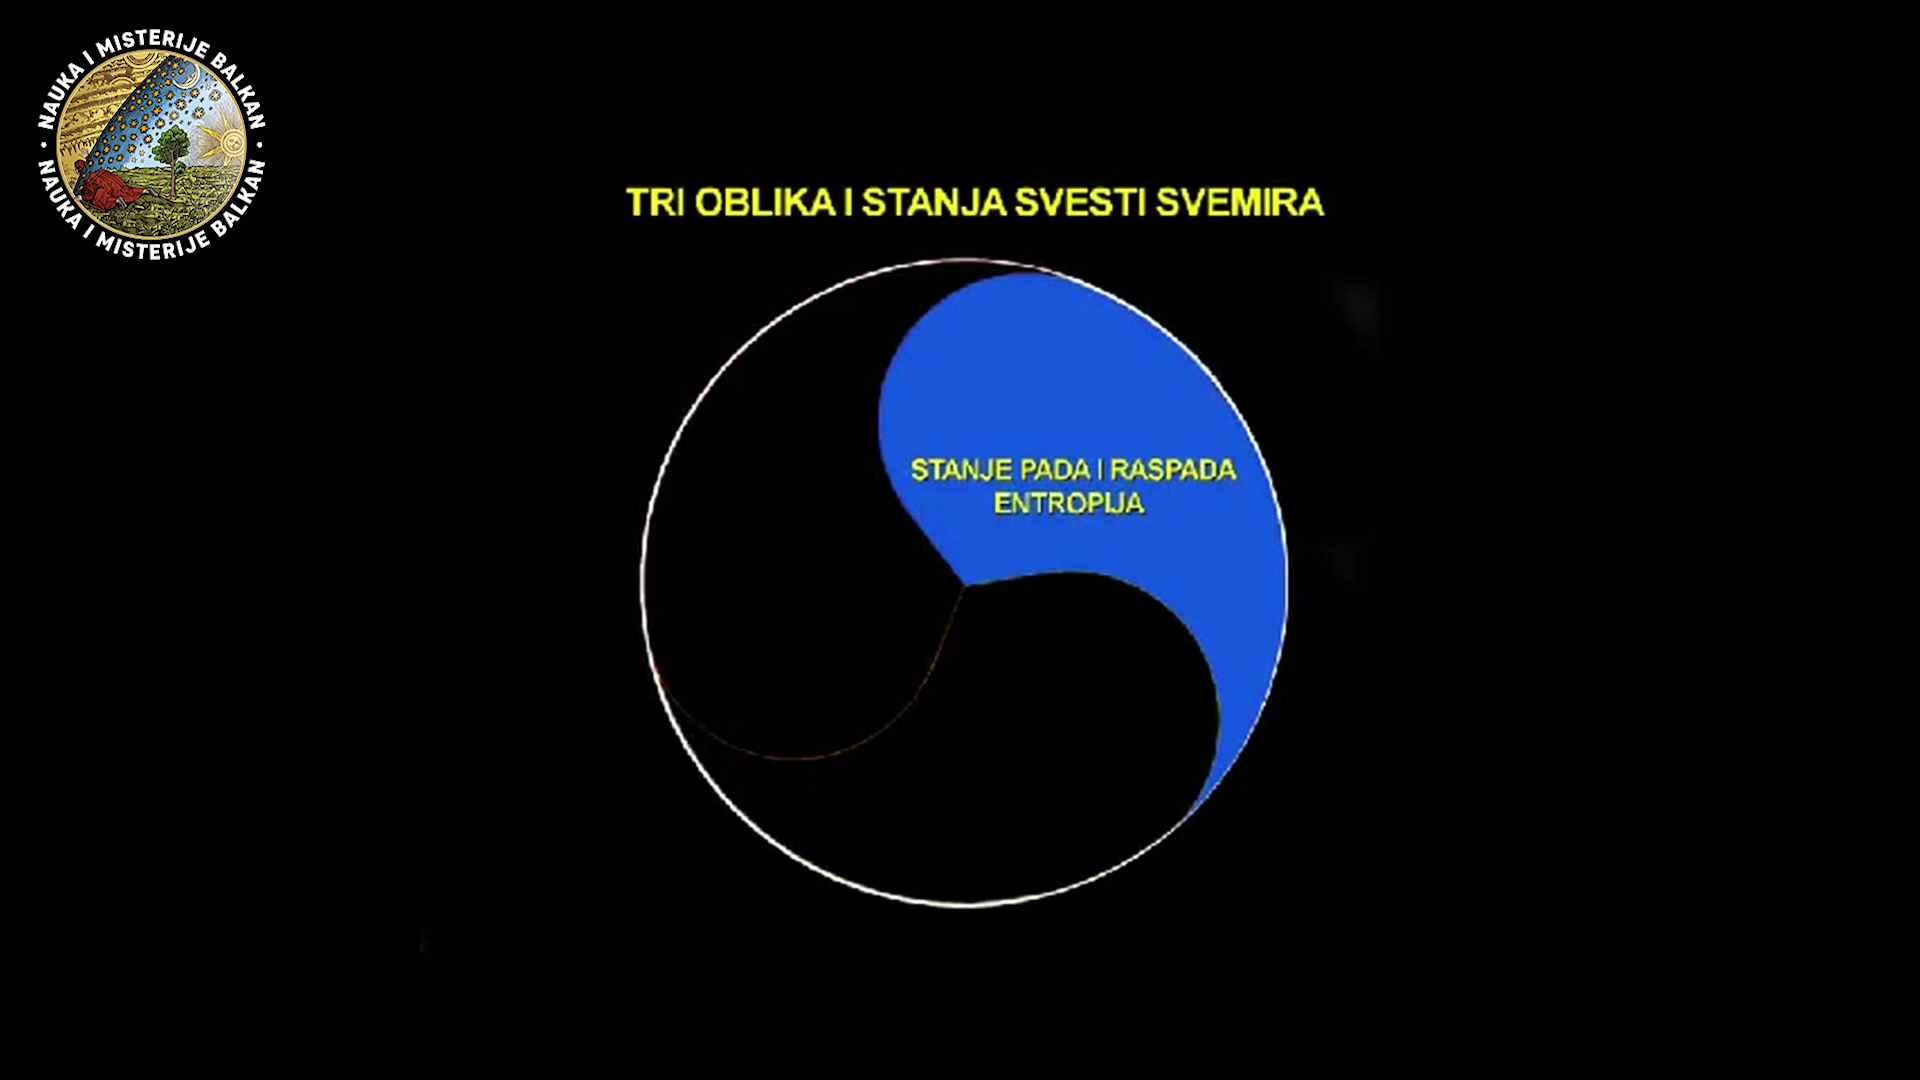 NAUKA I MISTERIJE BALKAN
NAUKA I MISTERIJE BALKAN
TRI OBLIKA I STANJA SVESTI SVEMIRA
STANJE PADA I RASPADA
ENTROPIJA